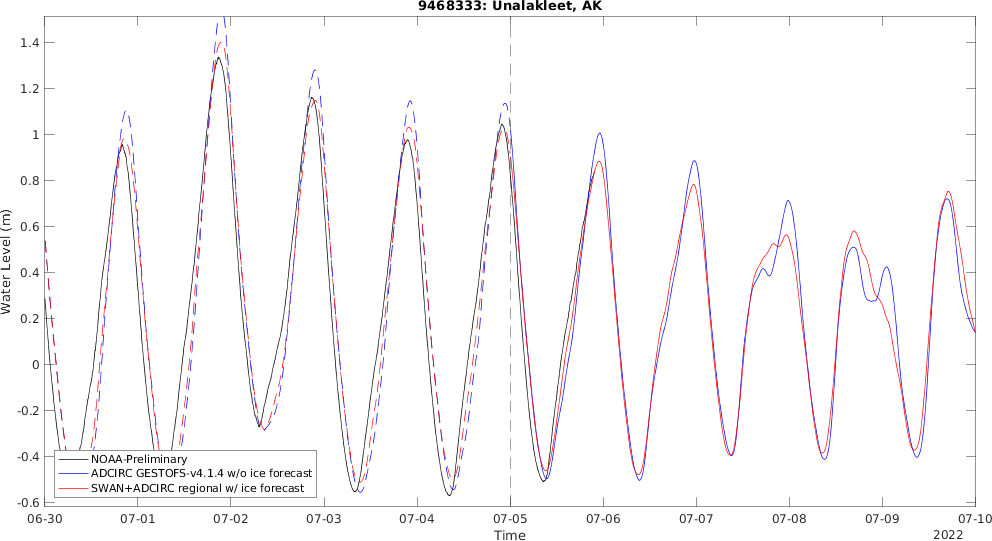 9468333: Unalakleet, AK
Water Level (m)
1.4
1.2
1
0.8
0.6
0.4
0.2
0
-0.2
-0.4
-0.6
NOAA-Preliminary
ADCIRC GESTOFS-v4.1.4 w/o ice forecast
SWAN+ADCIRC regional w/ ice forecast
06-30 07-01 07-02 07-03 07-04 07-05 07-06 07-07 07-08 07-09 07-10
Time
2022